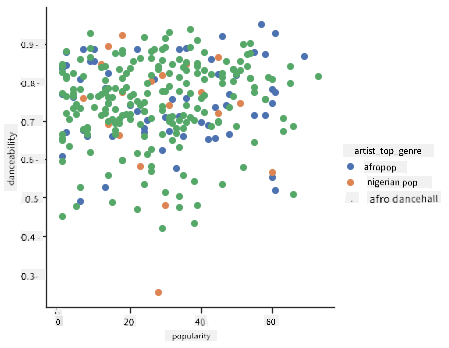 0.9-
0.8-
0.7-
0.6-
0.5
0.4-
0.3-
danceability
0
20
40
60
popularity
artist_top_genre
afropop
nigerian pop
afro dancehall